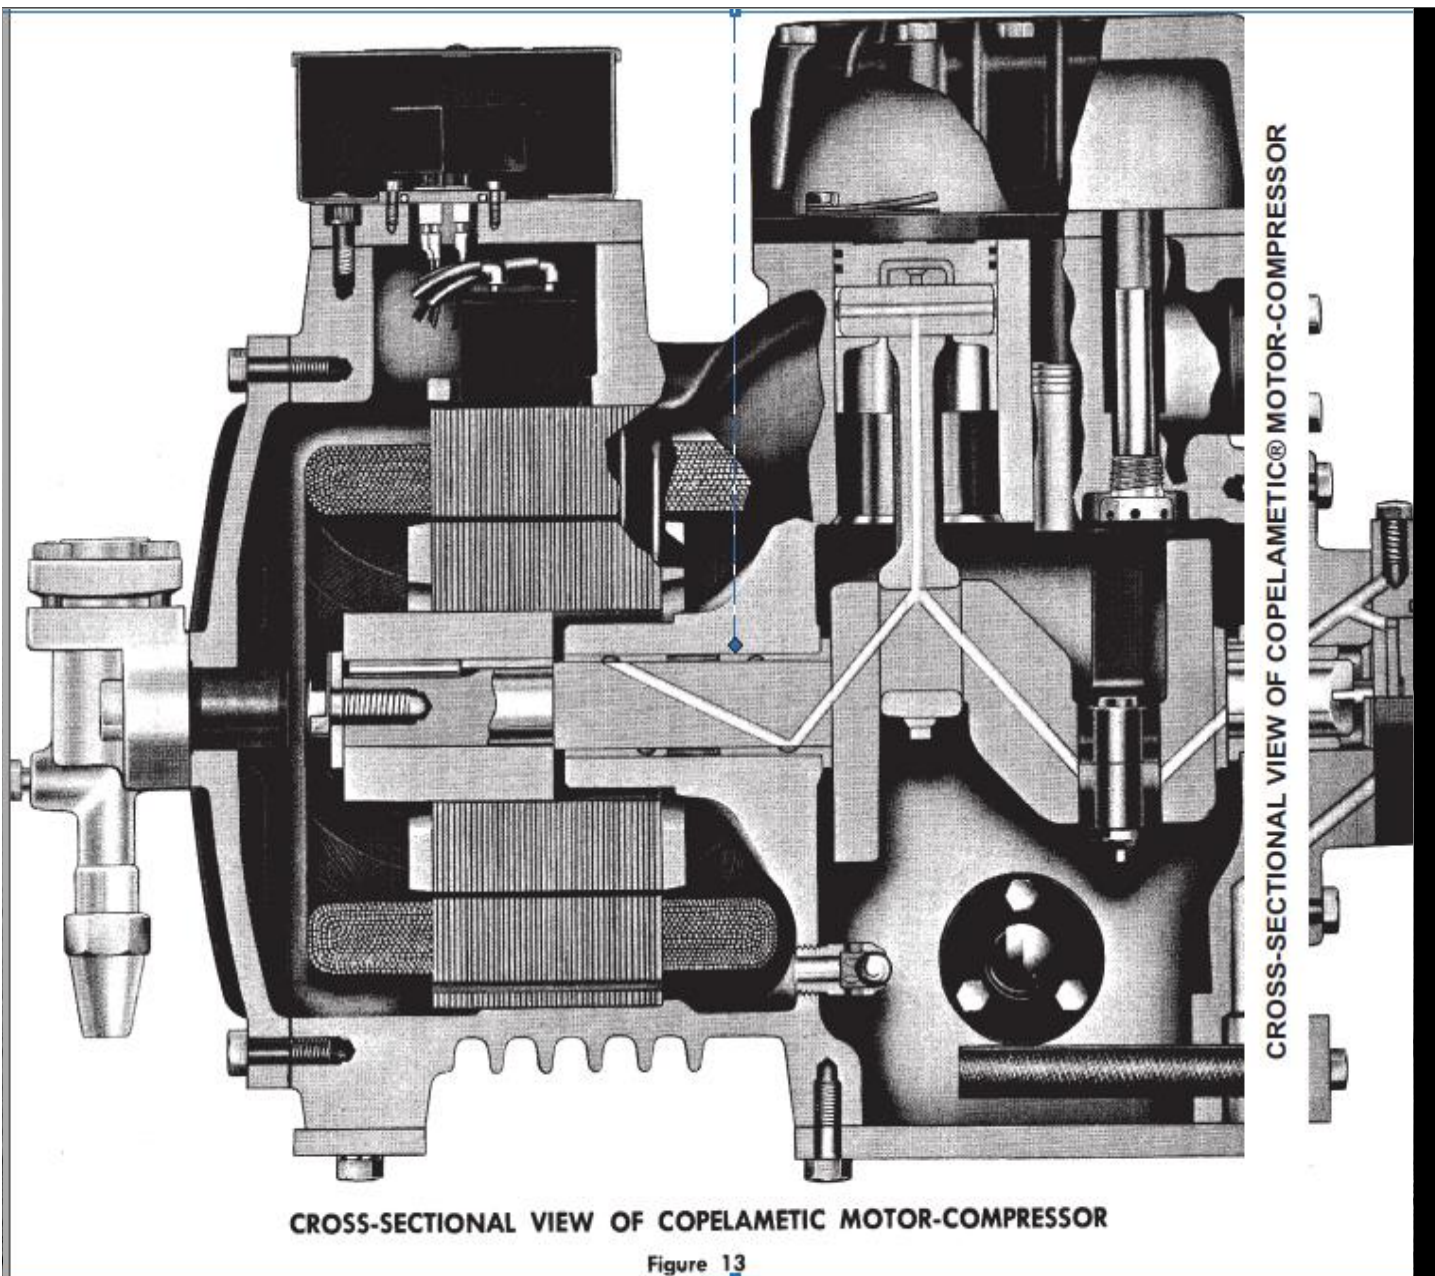 CROSS-SECTIONAL VIEW OF COPELAMETIC® MOTOR-COMPRESSOR
CROSS-SECTIONAL VIEW OF COPELAMETIC MOTOR-COMPRESSOR
Figure 13